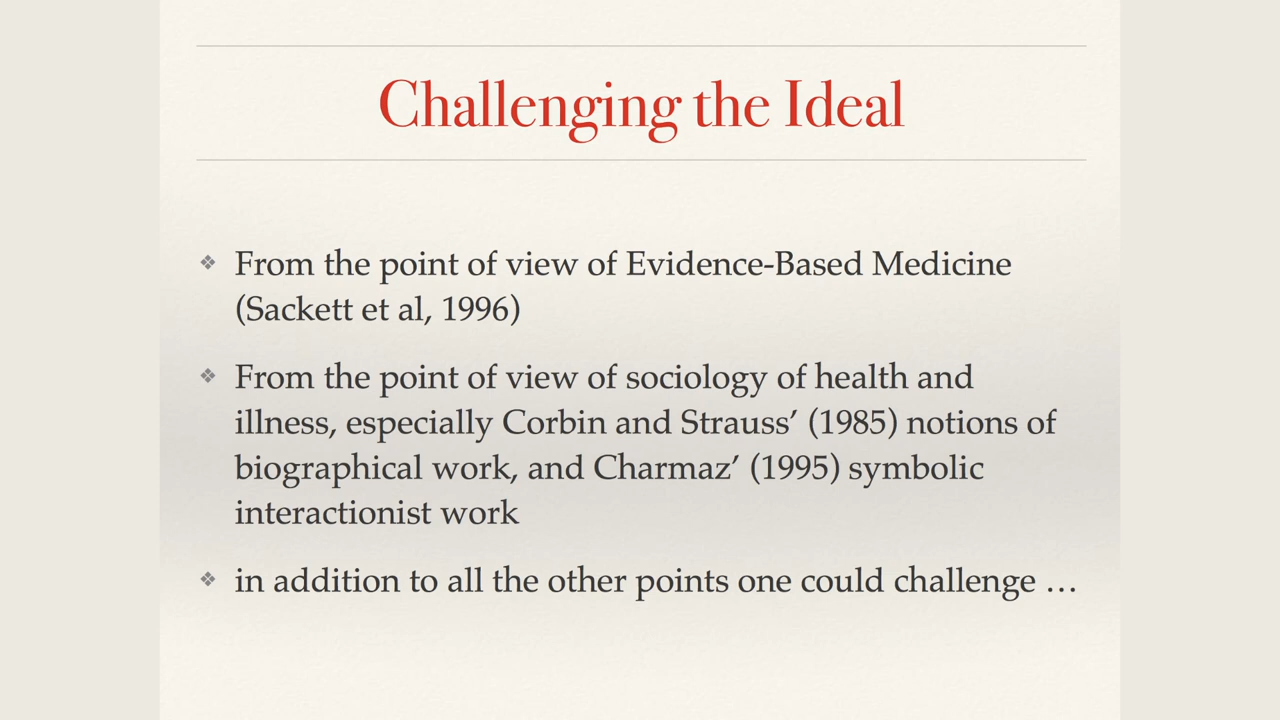 Challenging the Ideal
❖ From the point of view of Evidence-Based Medicine
(Sackett et al, 1996)
❖ From the point of view of sociology of health and
illness, especially Corbin and Strauss’ (1985) notions of
biographical work, and Charmaz’ (1995) symbolic
interactionist work
❖ in addition to all the other points one could challenge …